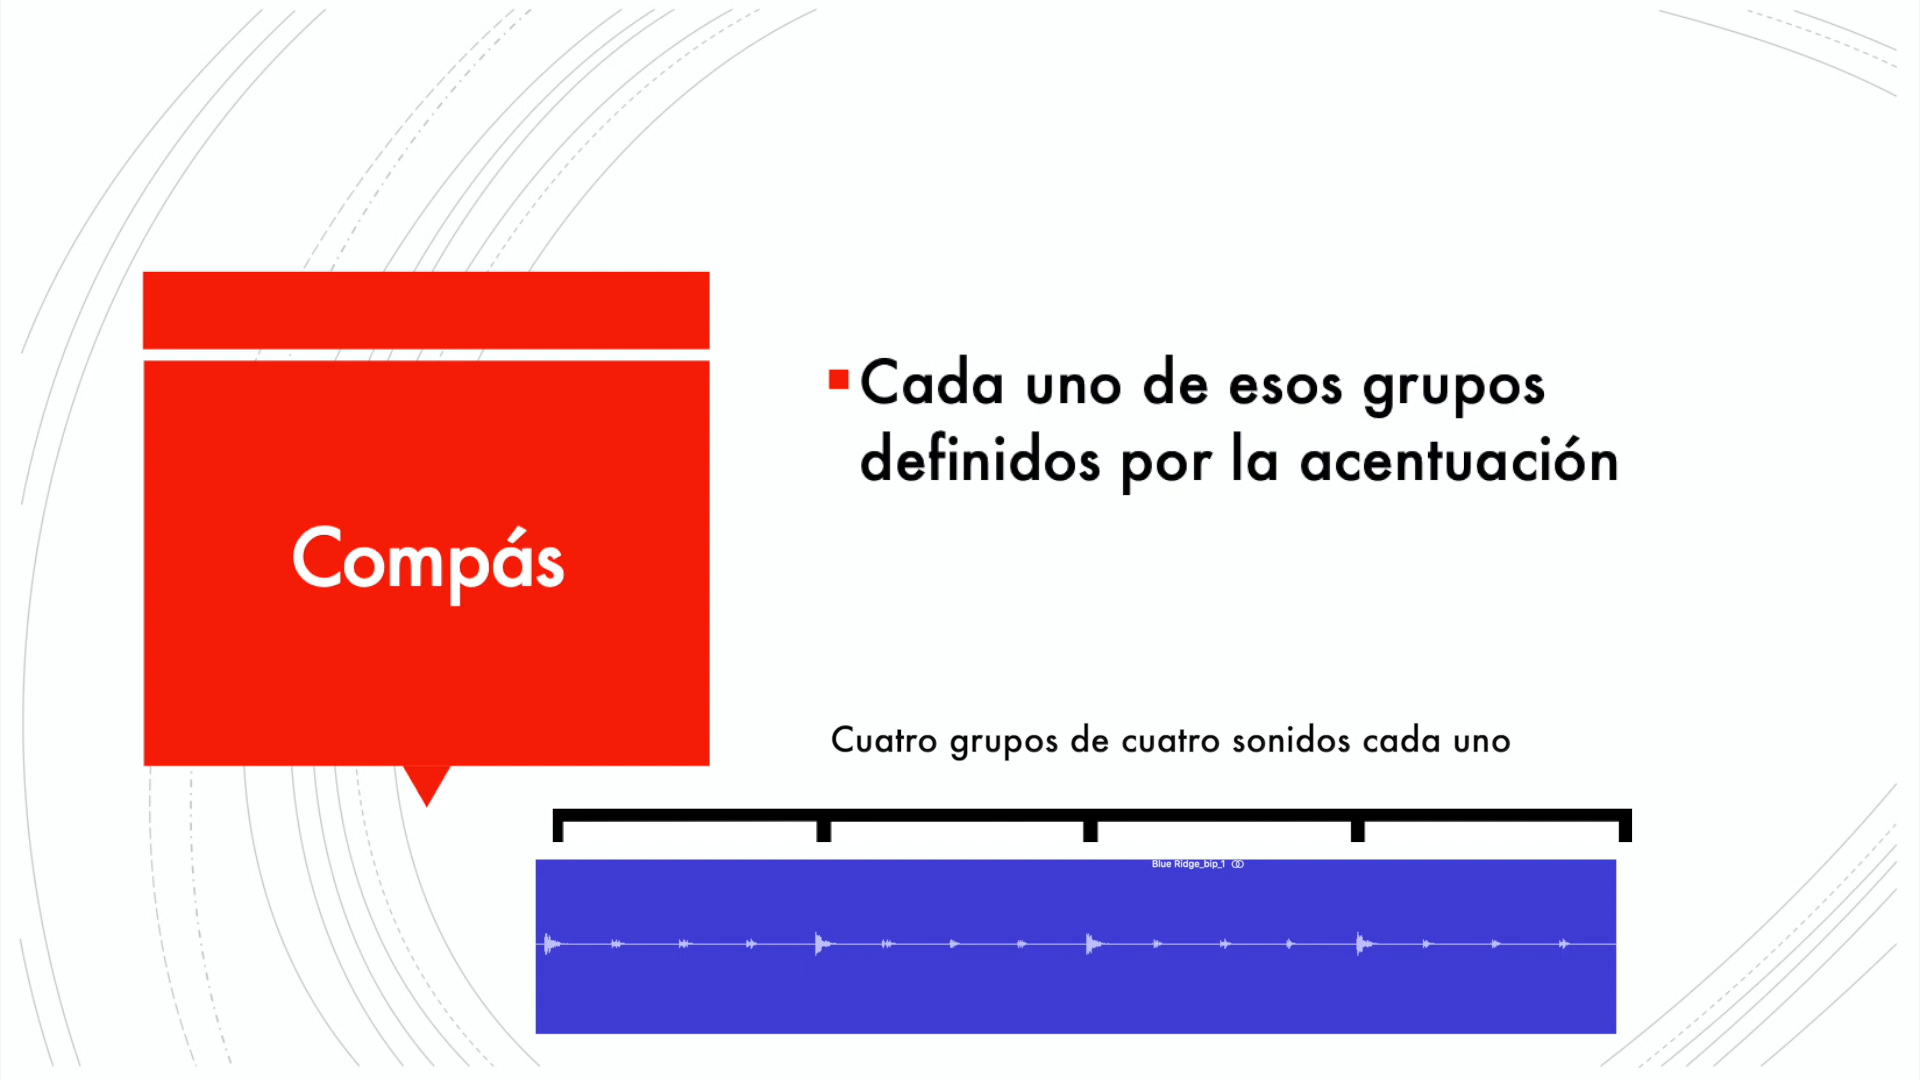 Compás
Cada uno de esos grupos
definidos por la acentuación
Cuatro grupos de cuatro sonidos cada uno
Blue Ridge_bip_1